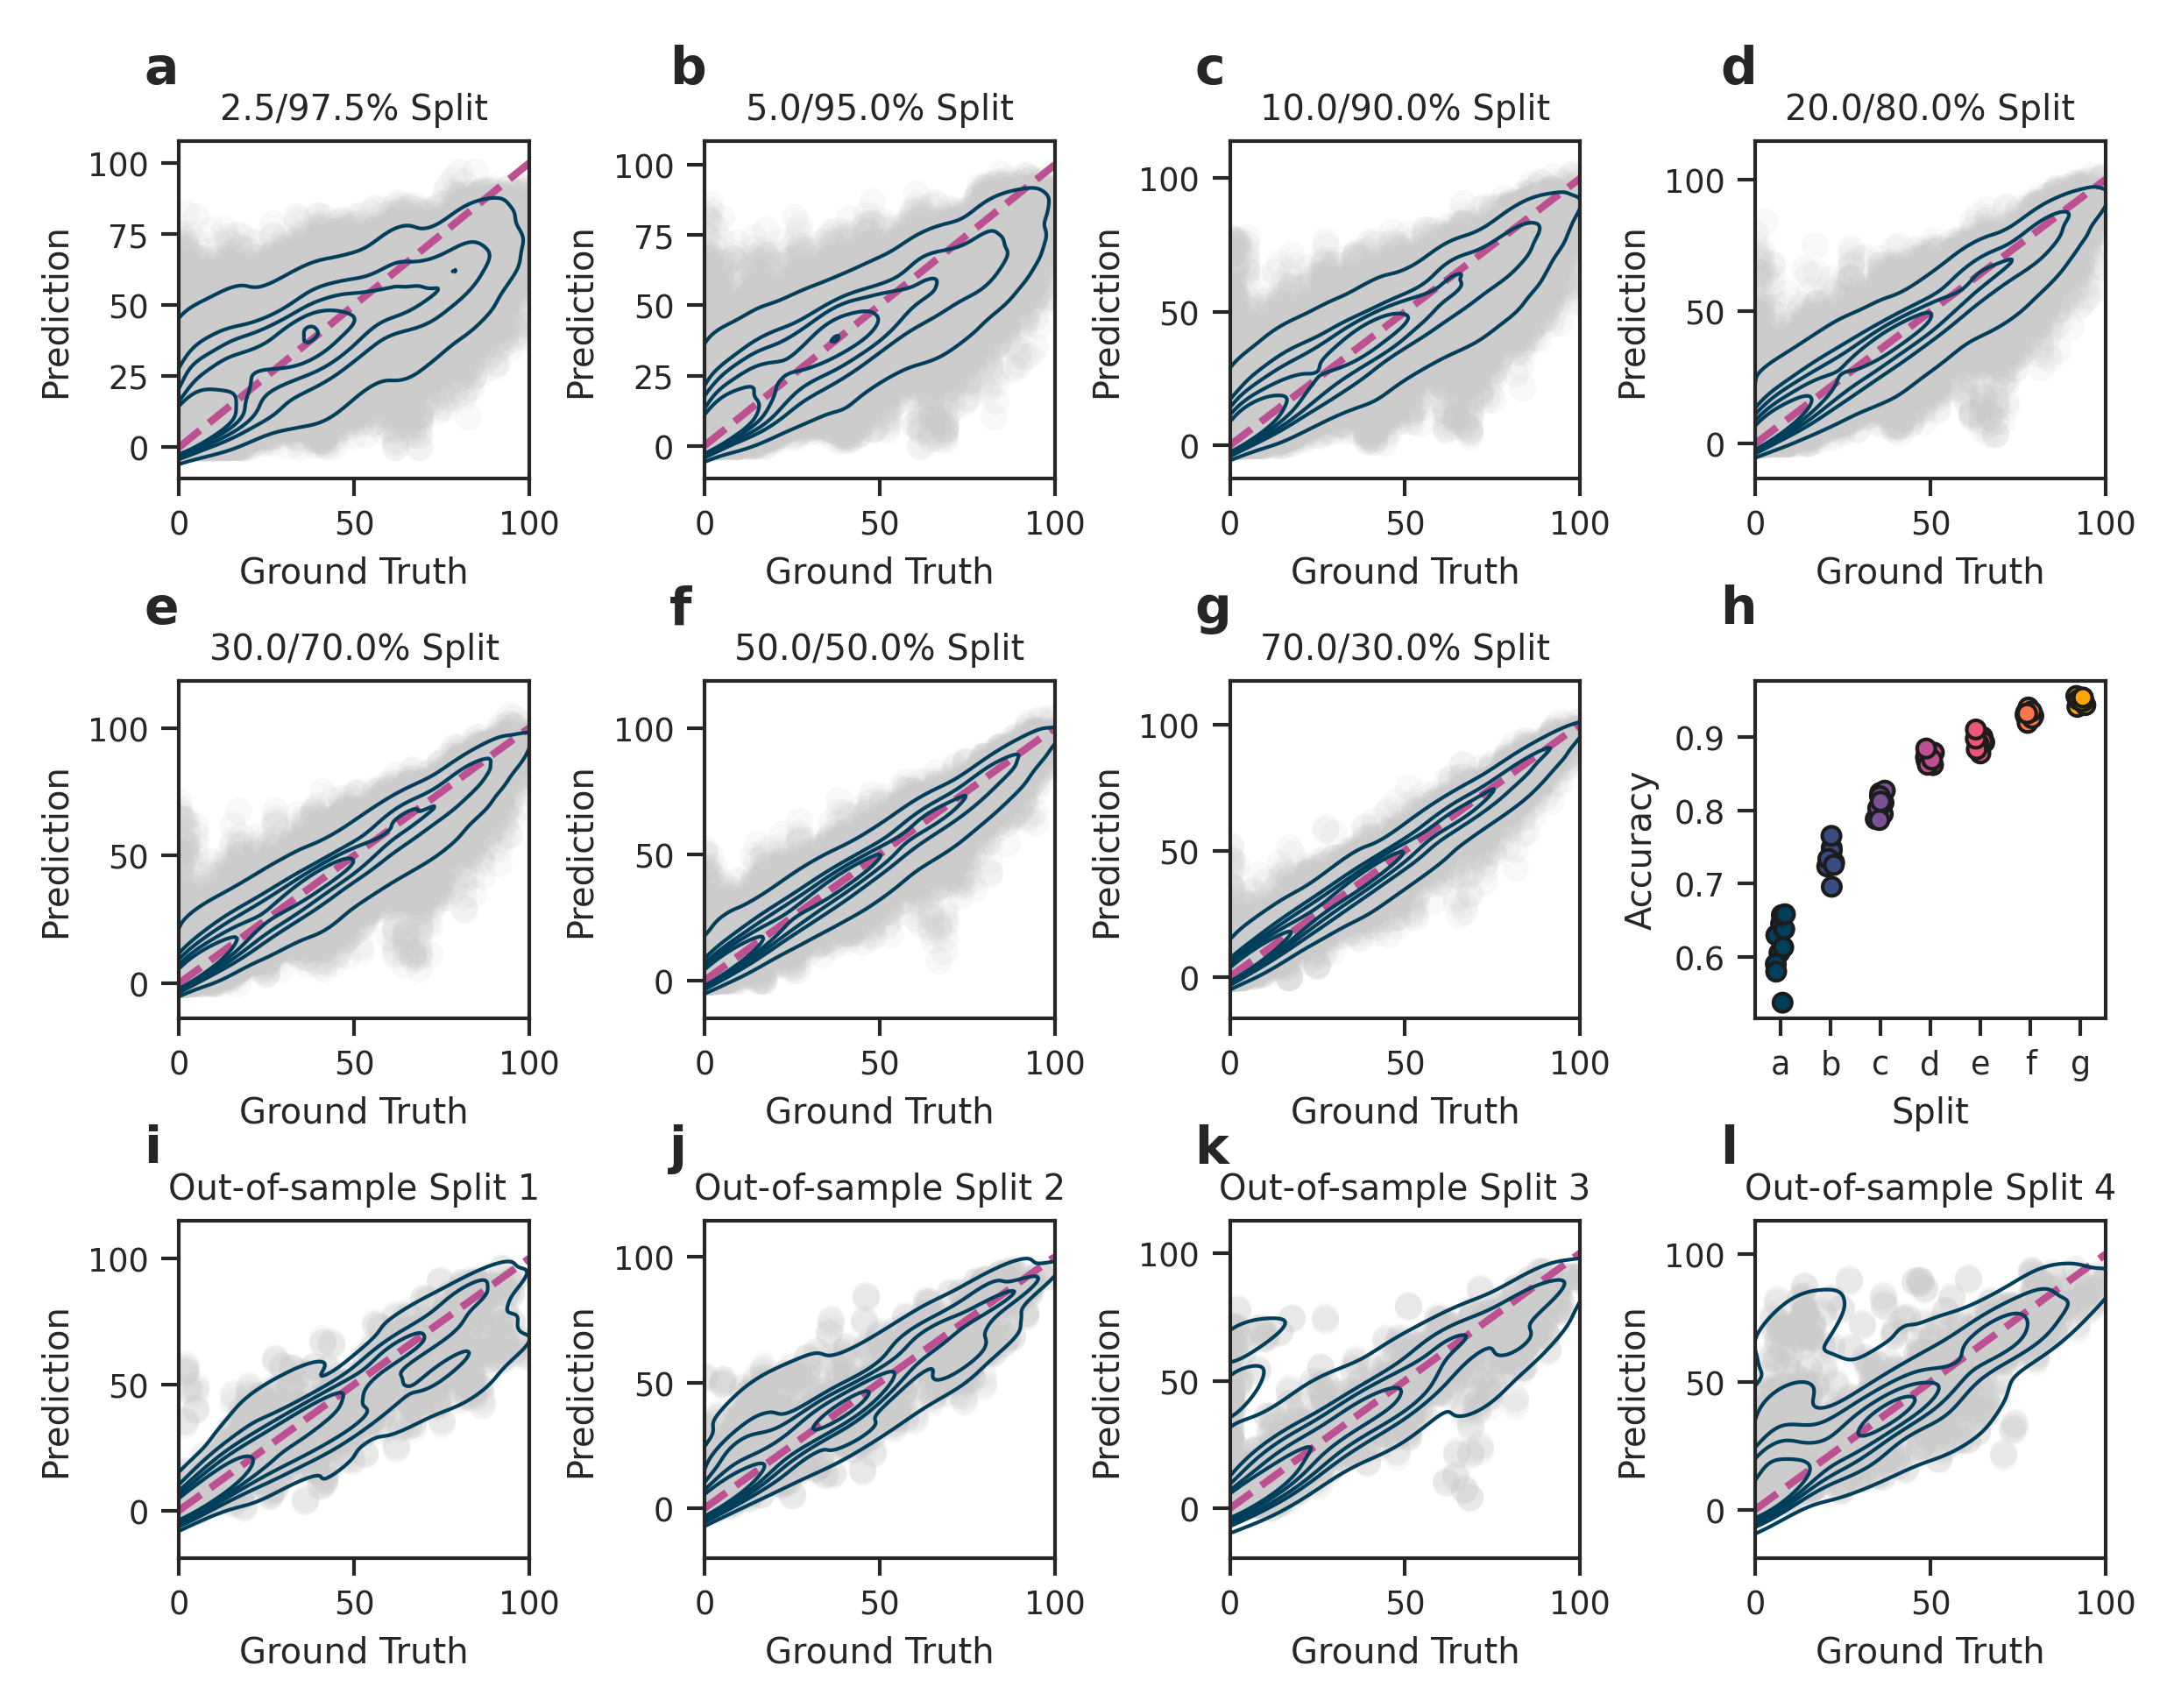 a
2.5/97.5% Split
100
75
50
25
0
Prediction
0 50 100
Ground Truth
b
5.0/95.0% Split
100
75
50
25
0
Prediction
0 50 100
Ground Truth
c
10.0/90.0% Split
100
50
0
Prediction
0 50 100
Ground Truth
d
20.0/80.0% Split
100
50
0
Prediction
0 50 100
Ground Truth
e
30.0/70.0% Split
100
50
0
Prediction
0 50 100
Ground Truth
f
50.0/50.0% Split
100
50
0
Prediction
0 50 100
Ground Truth
g
70.0/30.0% Split
100
50
0
Prediction
0 50 100
Ground Truth
h
0.9
0.8
0.7
0.6
Accuracy
a b c d e f g
Split
i
Out-of-sample Split 1
100
50
0
Prediction
0 50 100
Ground Truth
j
Out-of-sample Split 2
100
50
0
Prediction
0 50 100
Ground Truth
k
Out-of-sample Split 3
100
50
0
Prediction
0 50 100
Ground Truth
l
Out-of-sample Split 4
100
50
0
Prediction
0 50 100
Ground Truth